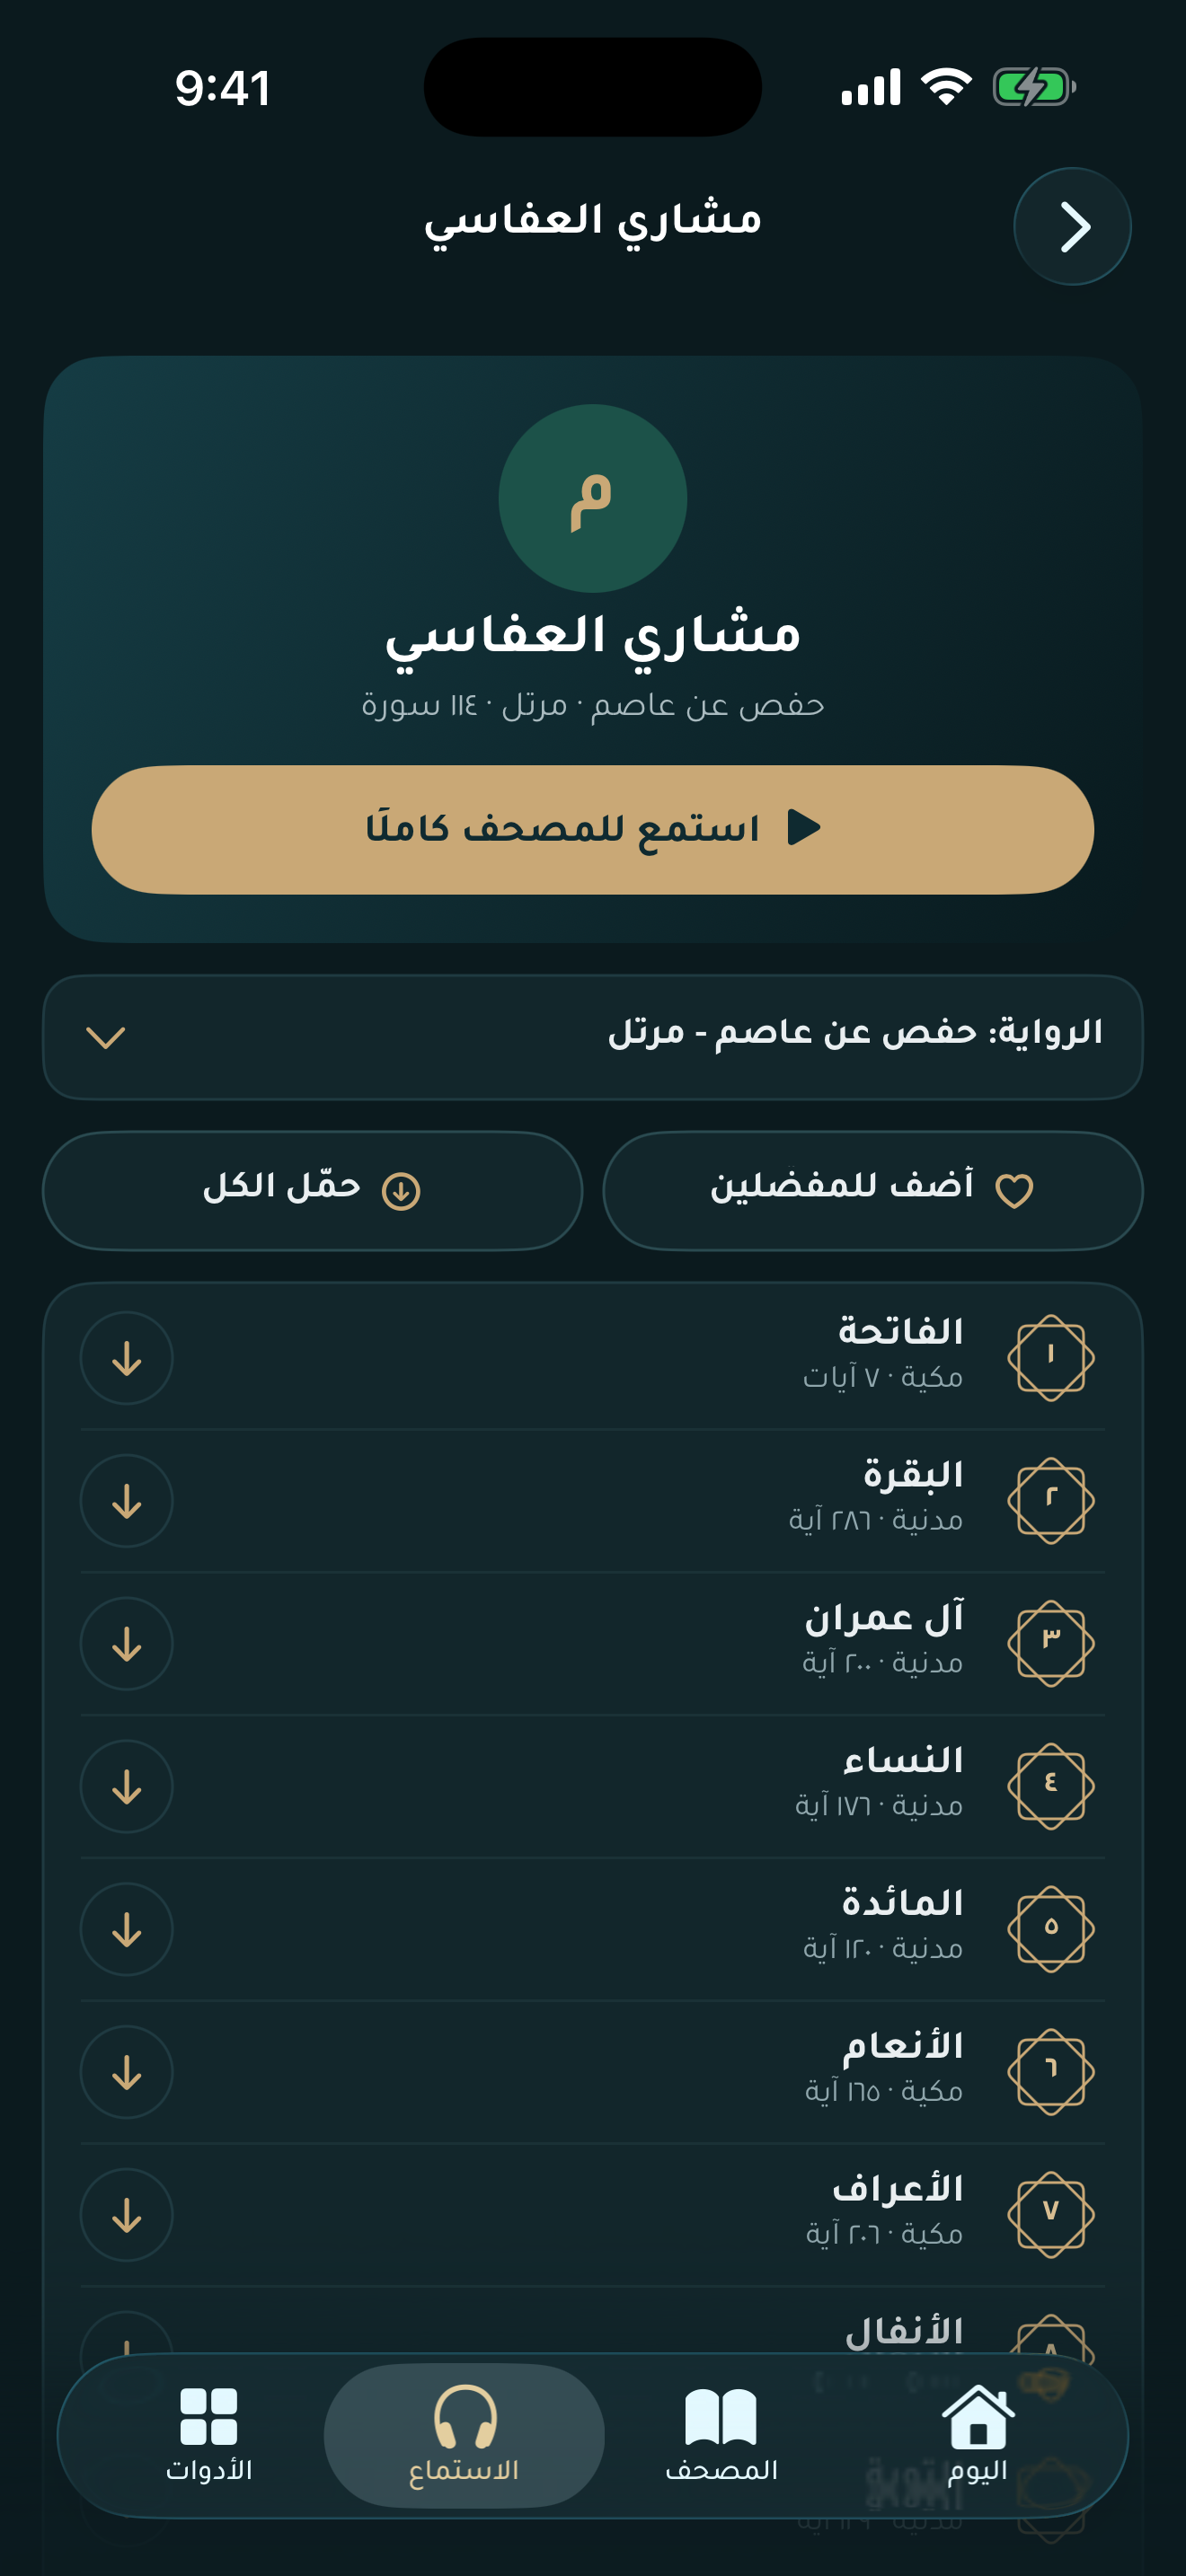 9:41
مشاري العفاسي
م
مشاري العفاسي
حفص عن عاصم · مرتل · ١١٤ سورة
استمع للمصحف كاملًا
الرواية: حفص عن عاصم - مرتل
أضف للمفضلين
حمّل الكل
١
الفاتحة
مكية · ٧ آيات
٢
البقرة
مدنية · ٢٨٦ آية
٣
آل عمران
مدنية · ٢٠٠ آية
٤
النساء
مدنية · ١٧٦ آية
٥
المائدة
مدنية · ١٢٠ آية
٦
الأنعام
مكية · ١٦٥ آية
٧
الأعراف
مكية · ٢٠٦ آية
٨
الأنفال
اليوم
المصحف
الاستماع
الأدوات